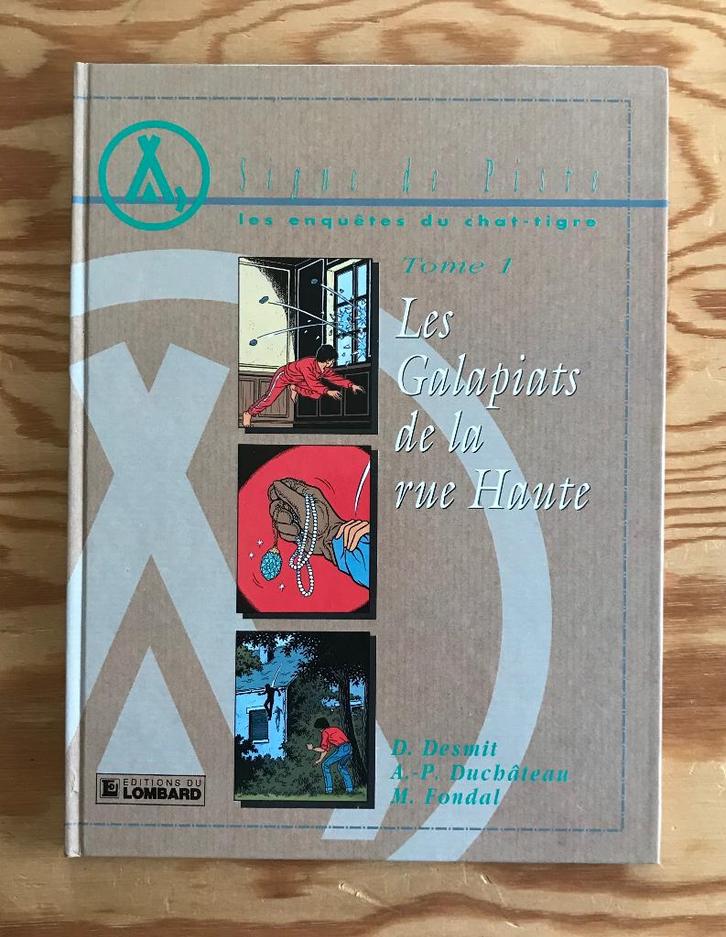 Signe de Piste
les enquêtes du chat-tigre
Tome 1
Les
Galapiats
de la
rue Haute
D. Desmit
A.-P. Duchâteau
M. Fondal
EDITIONS DU
LOMBARD